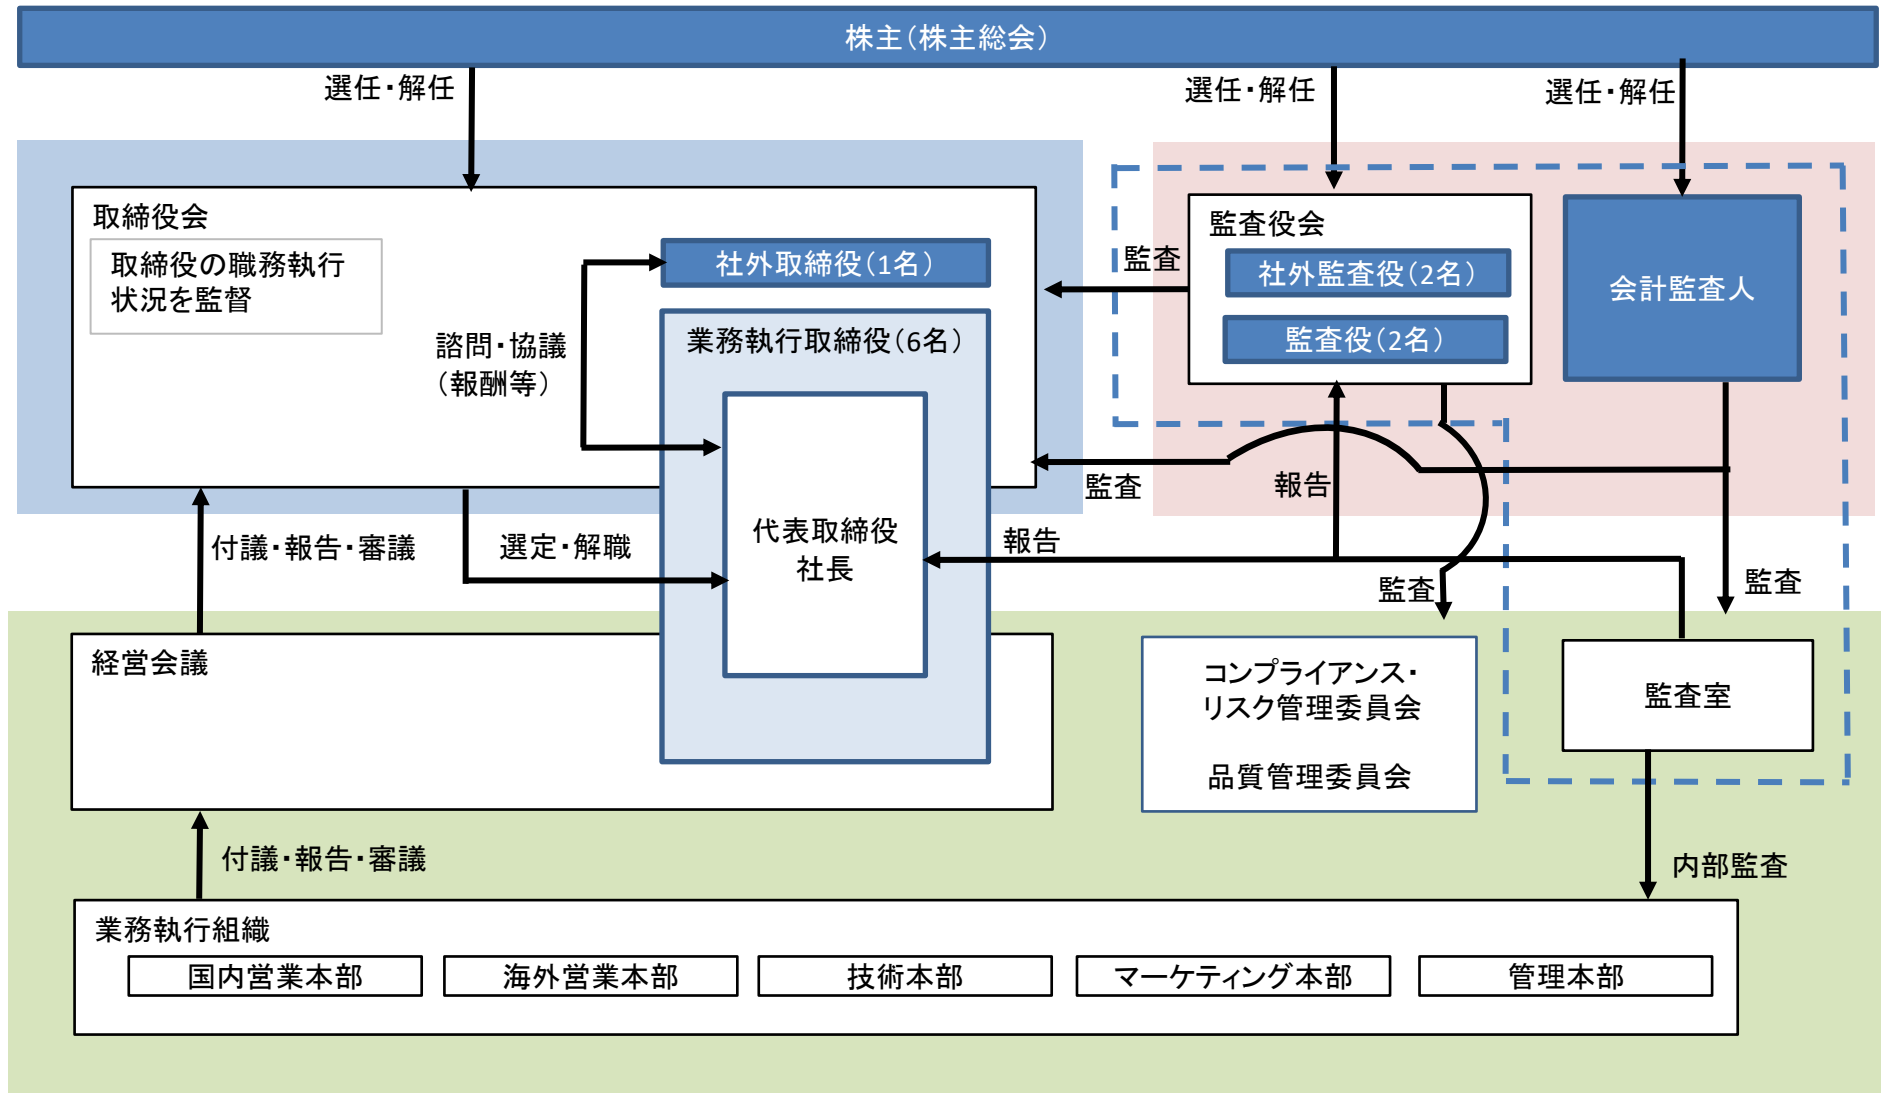 株主（株主総会）
選任・解任
選任・解任
選任・解任
取締役会
取締役の職務執行
状況を監督
社外取締役（1名）
諮問・協議
（報酬等）
業務執行取締役（6名）
代表取締役
社長
監査
監査役会
社外監査役（2名）
監査役（2名）
会計監査人
監査
報告
報告
監査
監査
付議・報告・審議
選定・解職
経営会議
コンプライアンス・
リスク管理委員会
品質管理委員会
監査室
付議・報告・審議
内部監査
業務執行組織
国内営業本部
海外営業本部
技術本部
マーケティング本部
管理本部